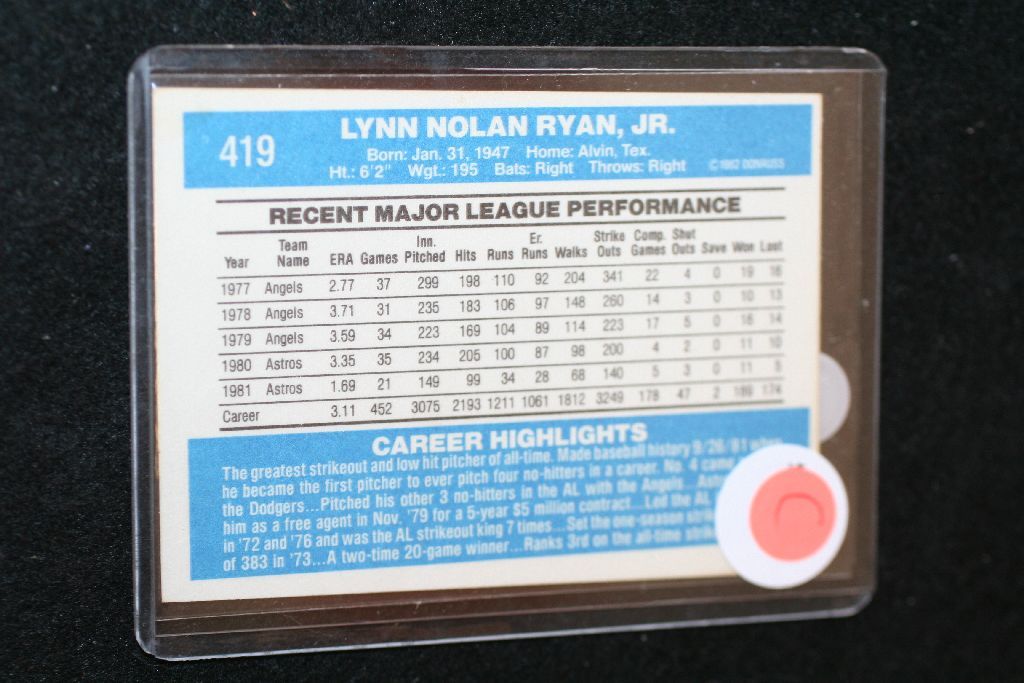 419
LYNN NOLAN RYAN, JR.
Born: Jan. 31, 1947 Home: Alvin, Tex.
Ht.: 6'2" Wgt.: 195 Bats: Right Throws: Right ©1982 DONRUSS
RECENT MAJOR LEAGUE PERFORMANCE
Year Team Name ERA Games Inn. Pitched Hits Runs Er. Runs Walks Strike Outs Comp. Games Shut Outs Save Won Lost
1977 Angels 2.77 37 299 198 110 92 204 341 22 4 0 19 16
1978 Angels 3.71 31 235 183 106 97 148 260 14 3 0 10 13
1979 Angels 3.59 34 223 169 104 89 114 223 17 5 0 16 14
1980 Astros 3.35 35 234 205 100 87 98 200 4 2 0 11 10
1981 Astros 1.69 21 149 99 34 28 68 140 5 3 0 11 5
Career 3.11 452 3075 2193 1211 1061 1812 3249 178 47 2 189 174
CAREER HIGHLIGHTS
The greatest strikeout and low hit pitcher of all-time. Made baseball history 9/26/81 when
he became the first pitcher to ever pitch four no-hitters in a career. No. 4 came
the Dodgers...Pitched his other 3 no-hitters in the AL with the Angels...
him as a free agent in Nov. '79 for a 5-year $5 million contract...Led the AL
in '72 and '76 and was the AL strikeout king 7 times...Set the one-season
of 383 in '73...A two-time 20-game winner...Ranks 3rd on the all-time